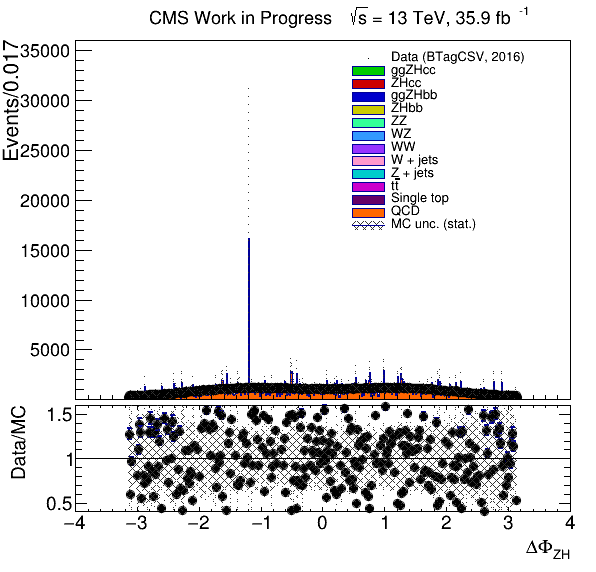 CMS Work in Progress √s = 13 TeV, 35.9 fb⁻¹
Events/0.017
35000
30000
25000
20000
15000
10000
5000
Data (BTagCSV, 2016)
ggZHcc
ZHcc
ggZHbb
ZHbb
ZZ
WZ
WW
W + jets
Z + jets
tt̄
Single top
QCD
MC unc. (stat.)
Data/MC
1.5
1
0.5
−4 −3 −2 −1 0 1 2 3 4
ΔΦ_ZH